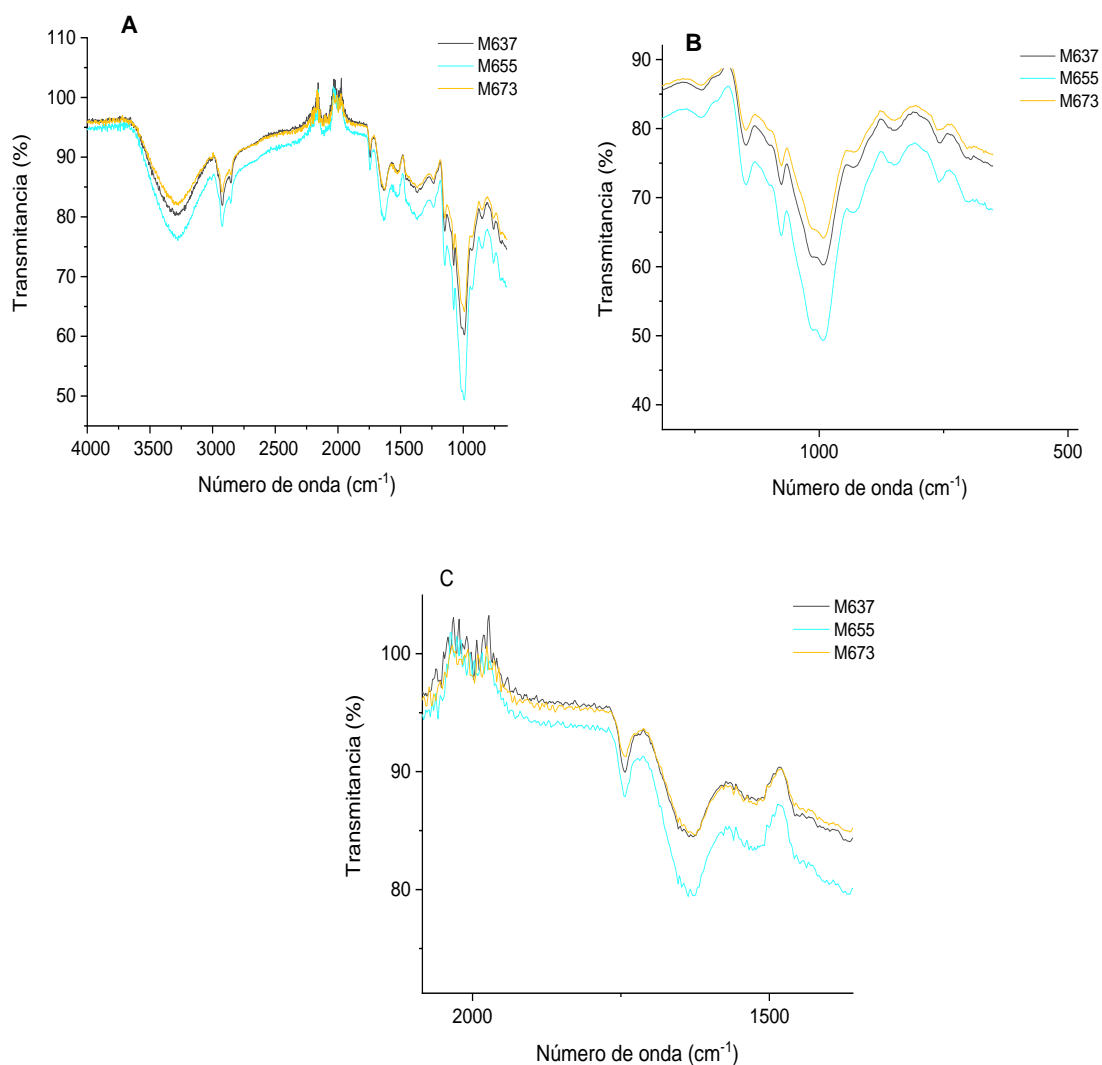 A
M637
M655
M673
110
100
90
80
70
60
50
4000 3500 3000 2500 2000 1500 1000
Transmitancia (%)
Número de onda (cm-1)
B
M637
M655
M673
90
80
70
60
50
40
1000 500
Transmitancia (%)
Número de onda (cm-1)
C
M637
M655
M673
100
90
80
2000 1500
Transmitancia (%)
Número de onda (cm-1)